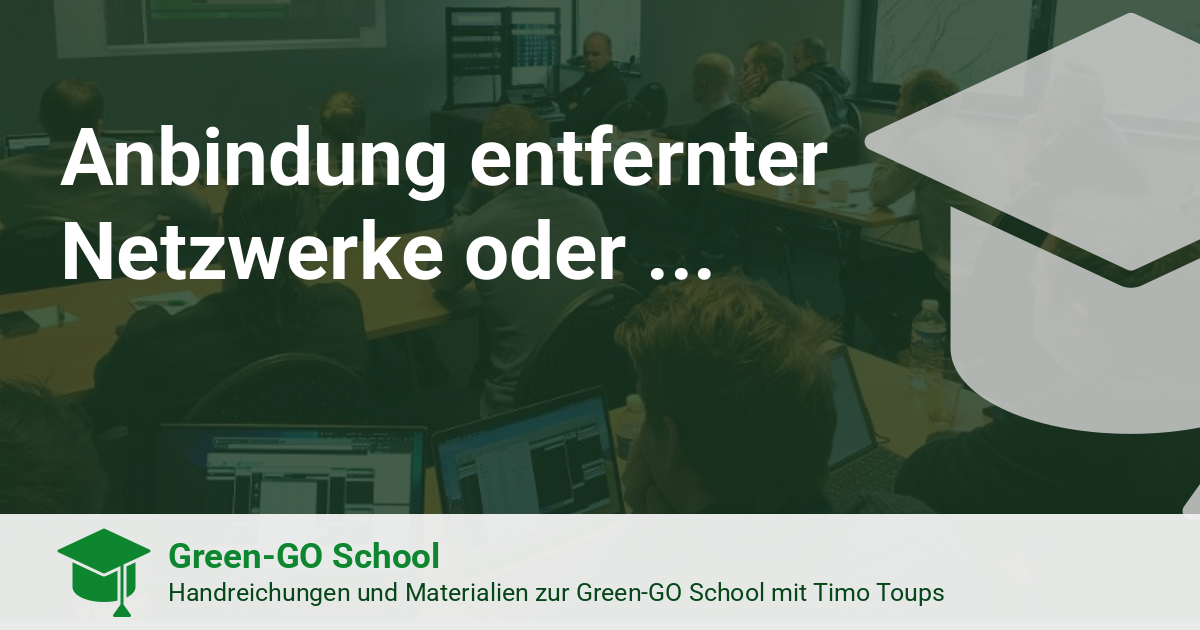 Anbindung entfernter
Netzwerke oder ...
Green-GO School
Handreichungen und Materialien zur Green-GO School mit Timo Toups